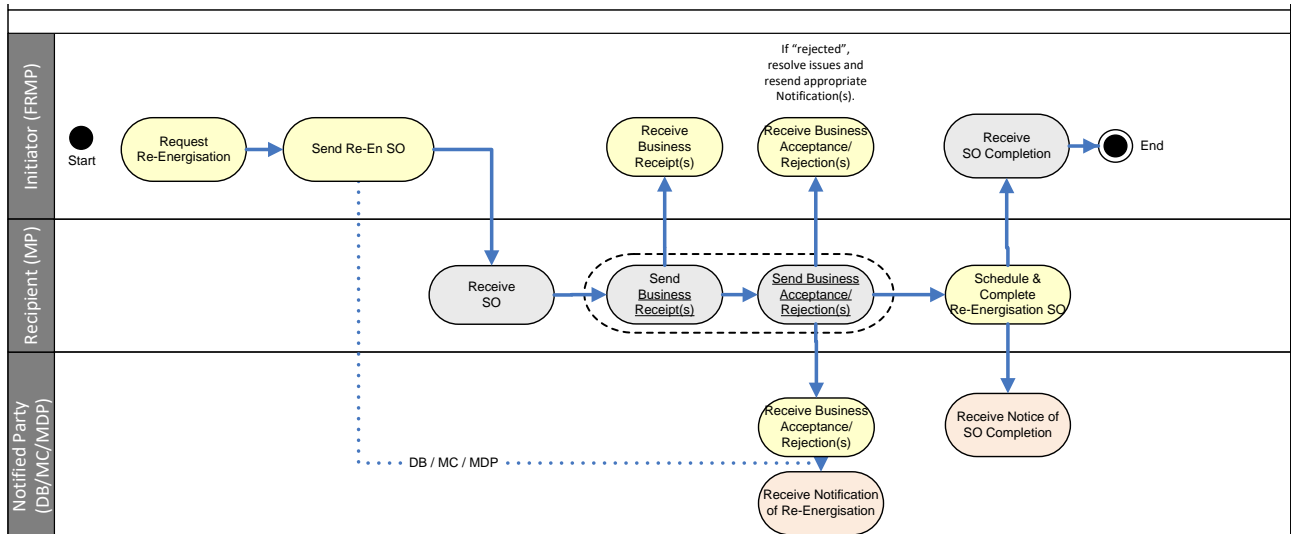 Initiator (FRMP)
Start
Request
Re-Energisation
Send Re-En SO
Receive
Business
Receipt(s)
If “rejected”,
resolve issues and
resend appropriate
Notification(s).
Receive Business
Acceptance/
Rejection(s)
Receive
SO Completion
End
Recipient (MP)
Receive
SO
Send
Business
Receipt(s)
Send Business
Acceptance/
Rejection(s)
Schedule &
Complete
Re-Energisation SO
Notified Party
(DB/MC/MDP)
DB / MC / MDP
Receive Business
Acceptance/
Rejection(s)
Receive Notification
of Re-Energisation
Receive Notice of
SO Completion